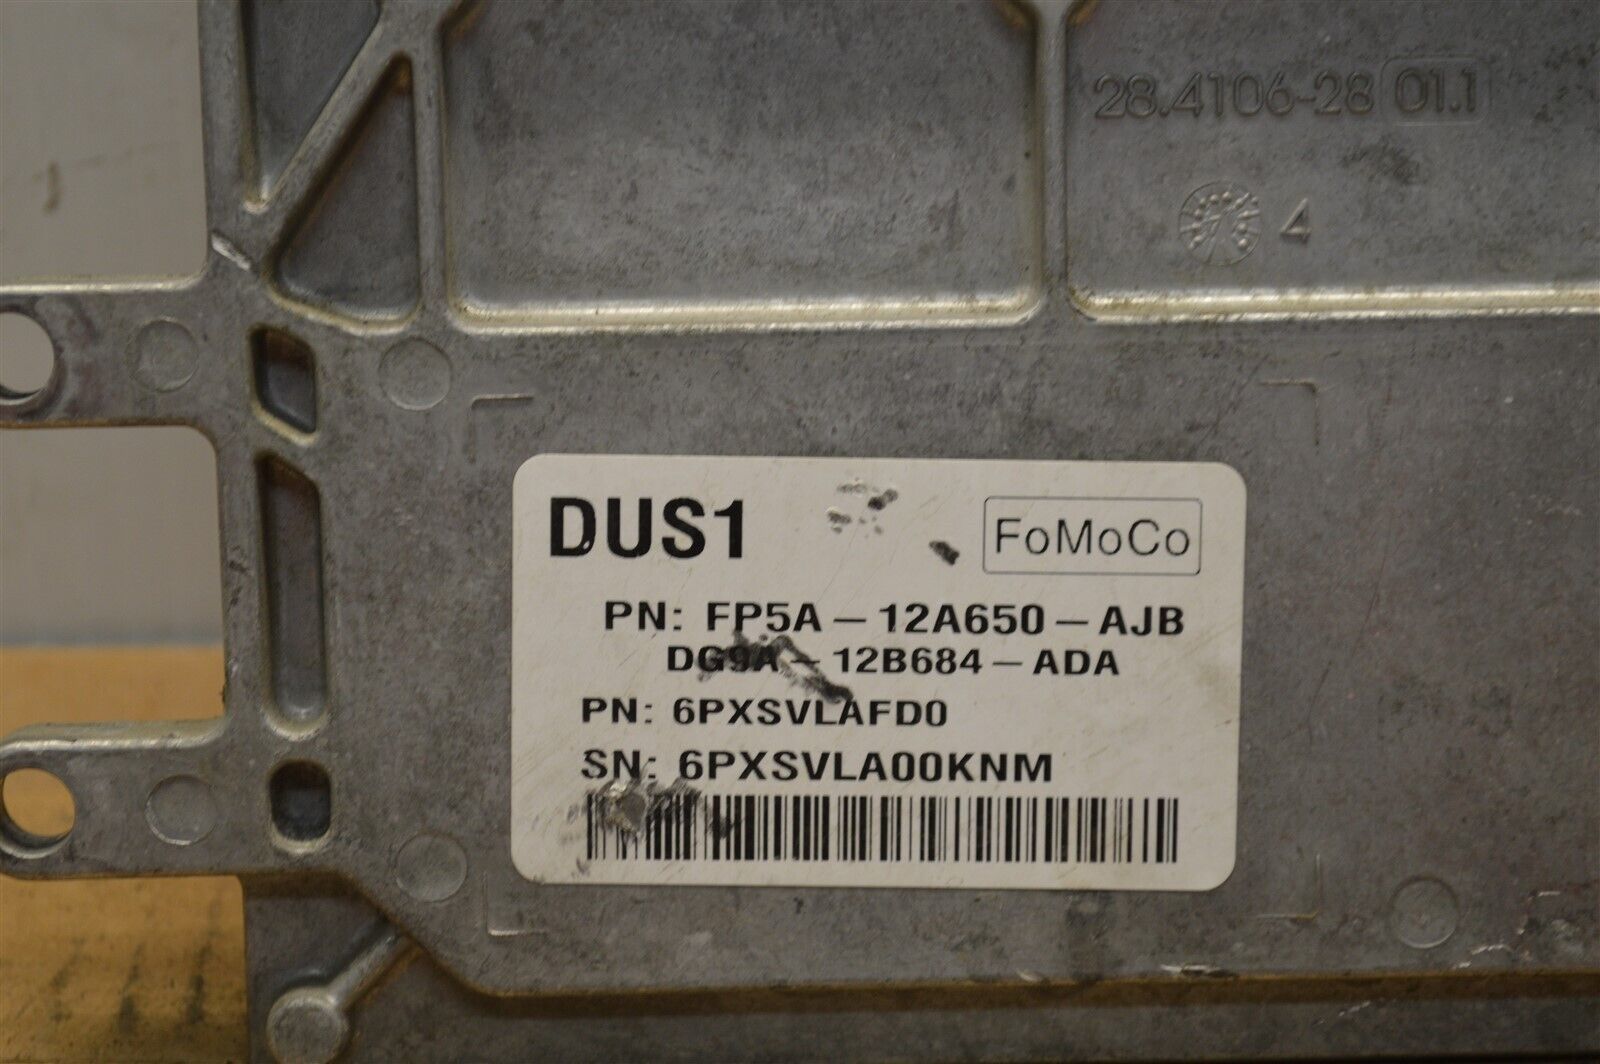 28.4106-28 01.1
4
DUS1
FoMoCo
PN: FP5A-12A650-AJB
DG9A-12B684-ADA
PN: 6PXSVLAFD0
SN: 6PXSVLA00KNM